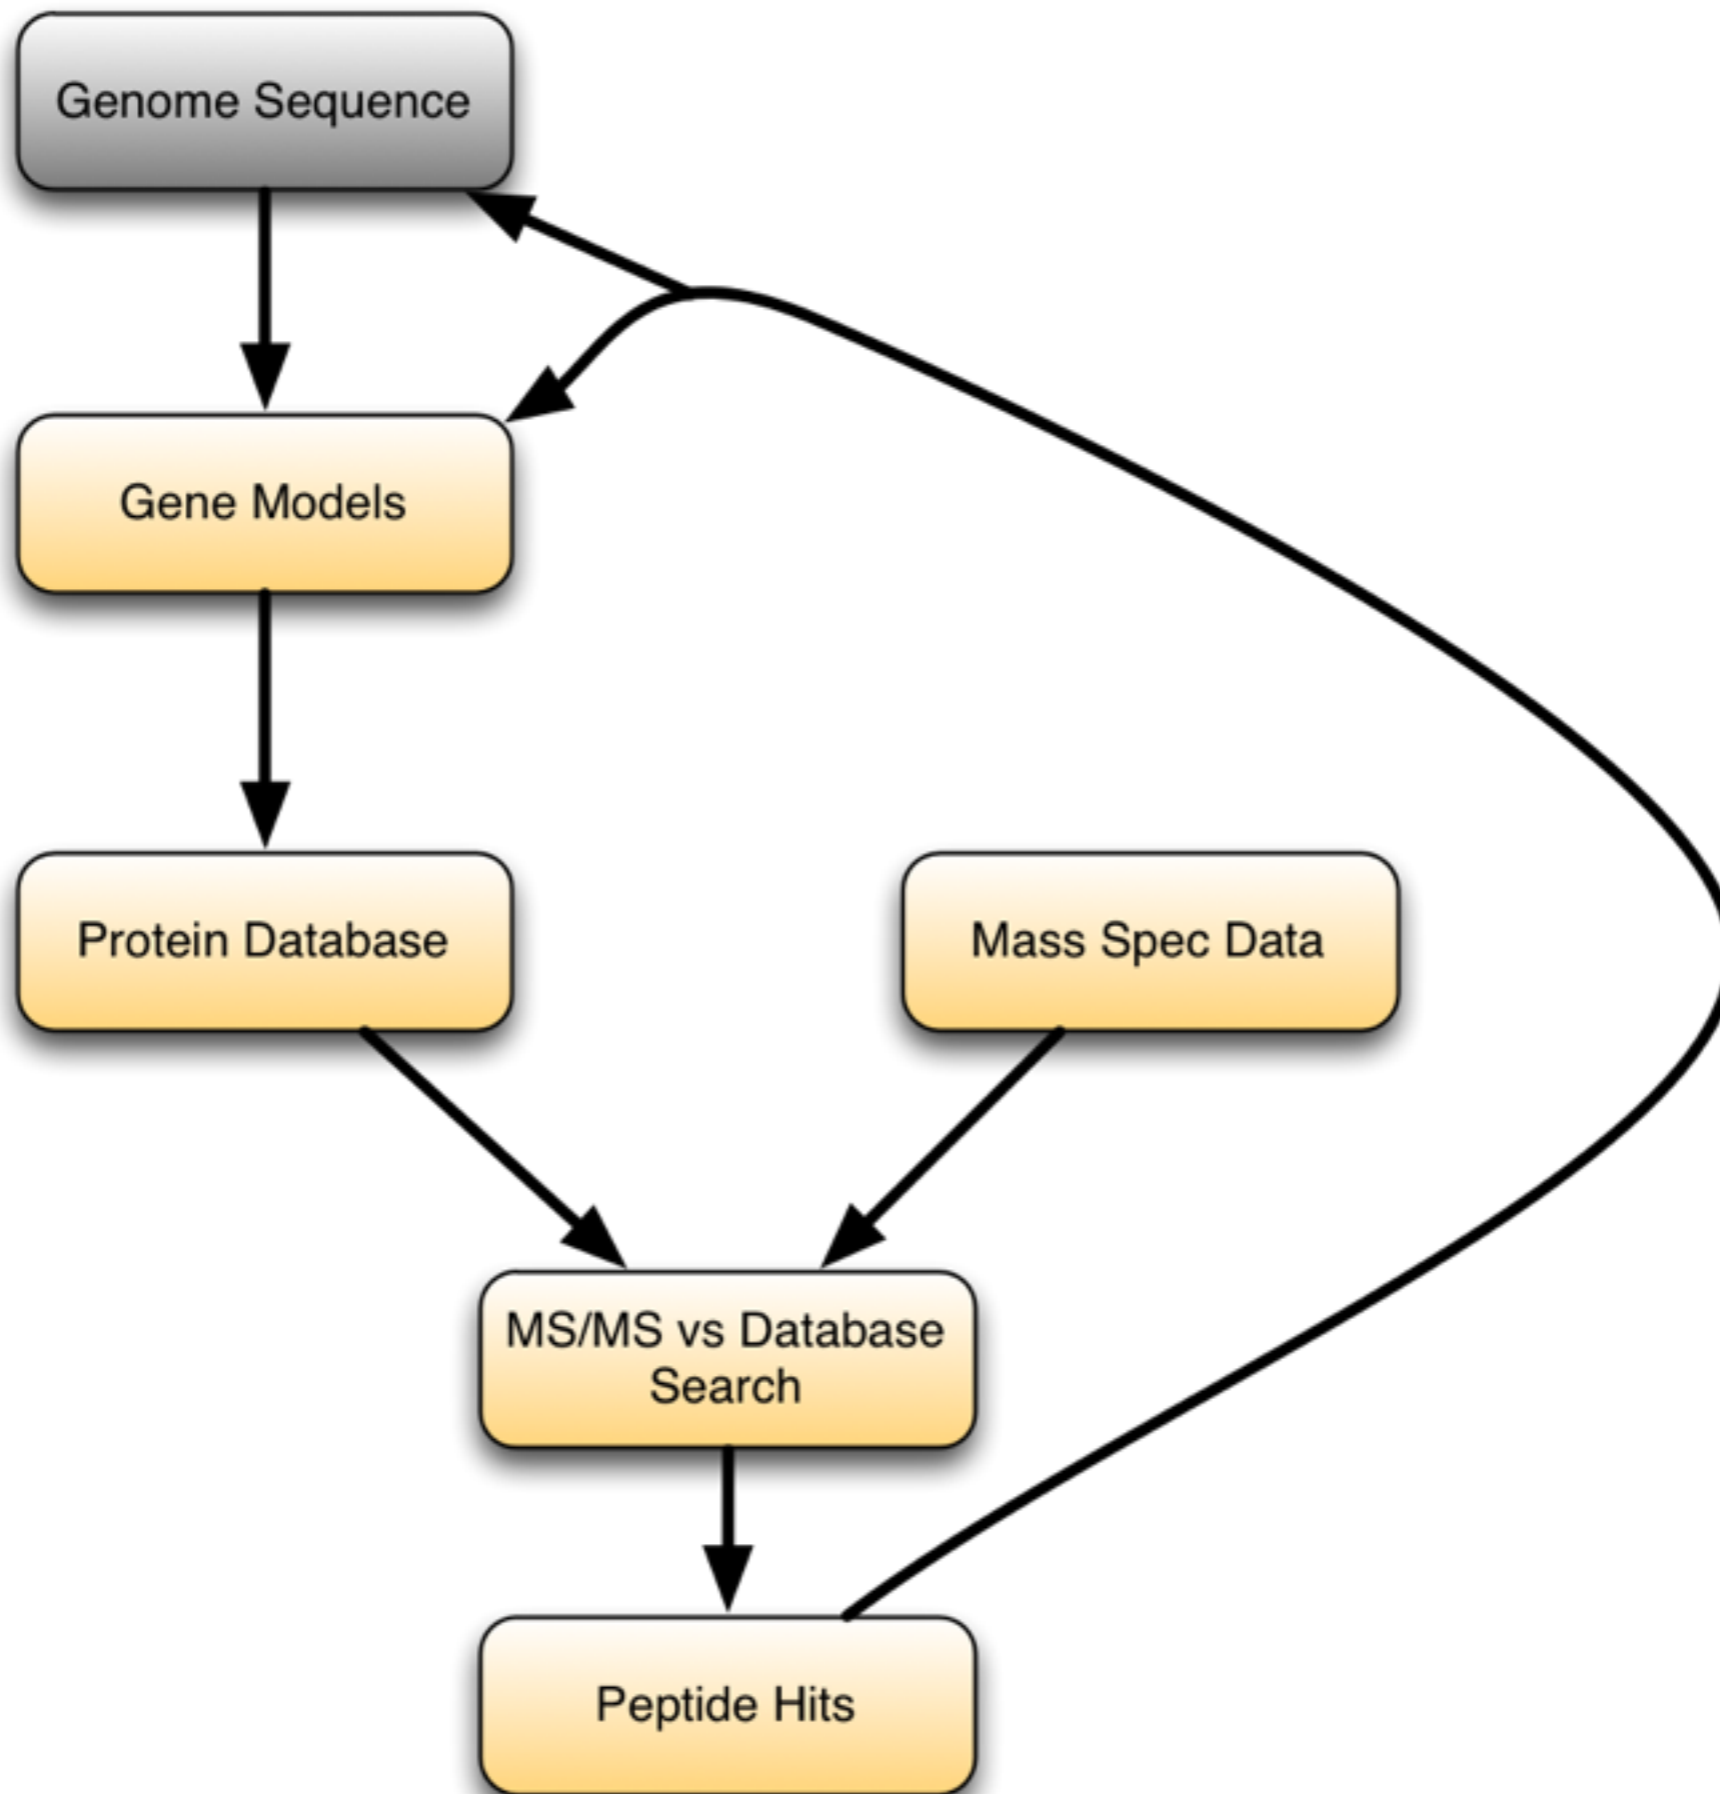 Genome Sequence
Gene Models
Protein Database
Mass Spec Data
MS/MS vs Database
Search
Peptide Hits